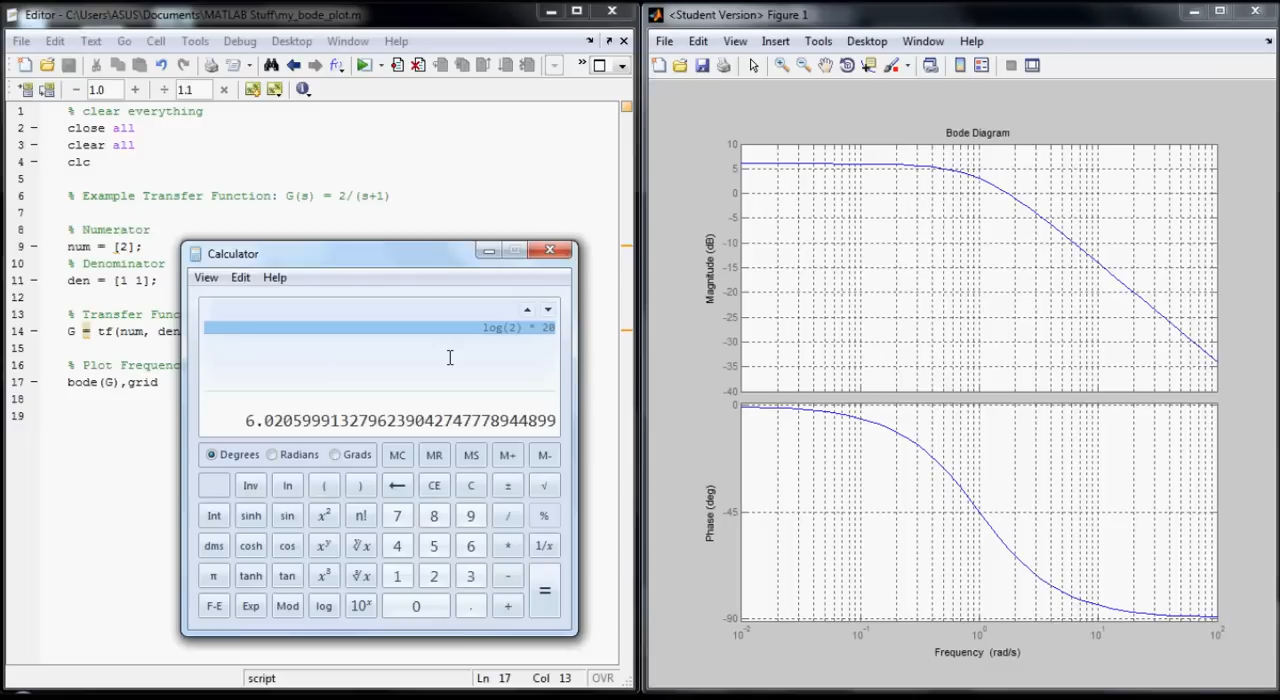 Editor - C:\Users\ASUS\Documents\MATLAB Stuff\my_bode_plot.m
File Edit Text Go Cell Tools Debug Desktop Window Help
1.0
1.1
1 % clear everything
2 close all
3 clear all
4 clc
5
6 % Example Transfer Function: G(s) = 2/(s+1)
7
8 % Numerator
9 num = [2];
10 % Denominator
11 den = [1 1];
12
13 % Transfer Func
14 G = tf(num, den
15
16 % Plot Frequenc
17 bode(G),grid
18
19
script
Ln 17 Col 13 OVR
Calculator
View Edit Help
log(2) * 20
6.0205999132796239042747778944899
Degrees Radians Grads MC MR MS M+ M-
Inv ln ( ) ← CE C ± √
Int sinh sin x² n! 7 8 9 / %
dms cosh cos xʸ ʸ√x 4 5 6 * 1/x
π tanh tan x³ ³√x 1 2 3 - =
F-E Exp Mod log 10ˣ 0 . +
<Student Version> Figure 1
File Edit View Insert Tools Desktop Window Help
Bode Diagram
Magnitude (dB)
10
5
0
-5
-10
-15
-20
-25
-30
-35
-40
Phase (deg)
0
-45
-90
10⁻² 10⁻¹ 10⁰ 10¹ 10²
Frequency (rad/s)